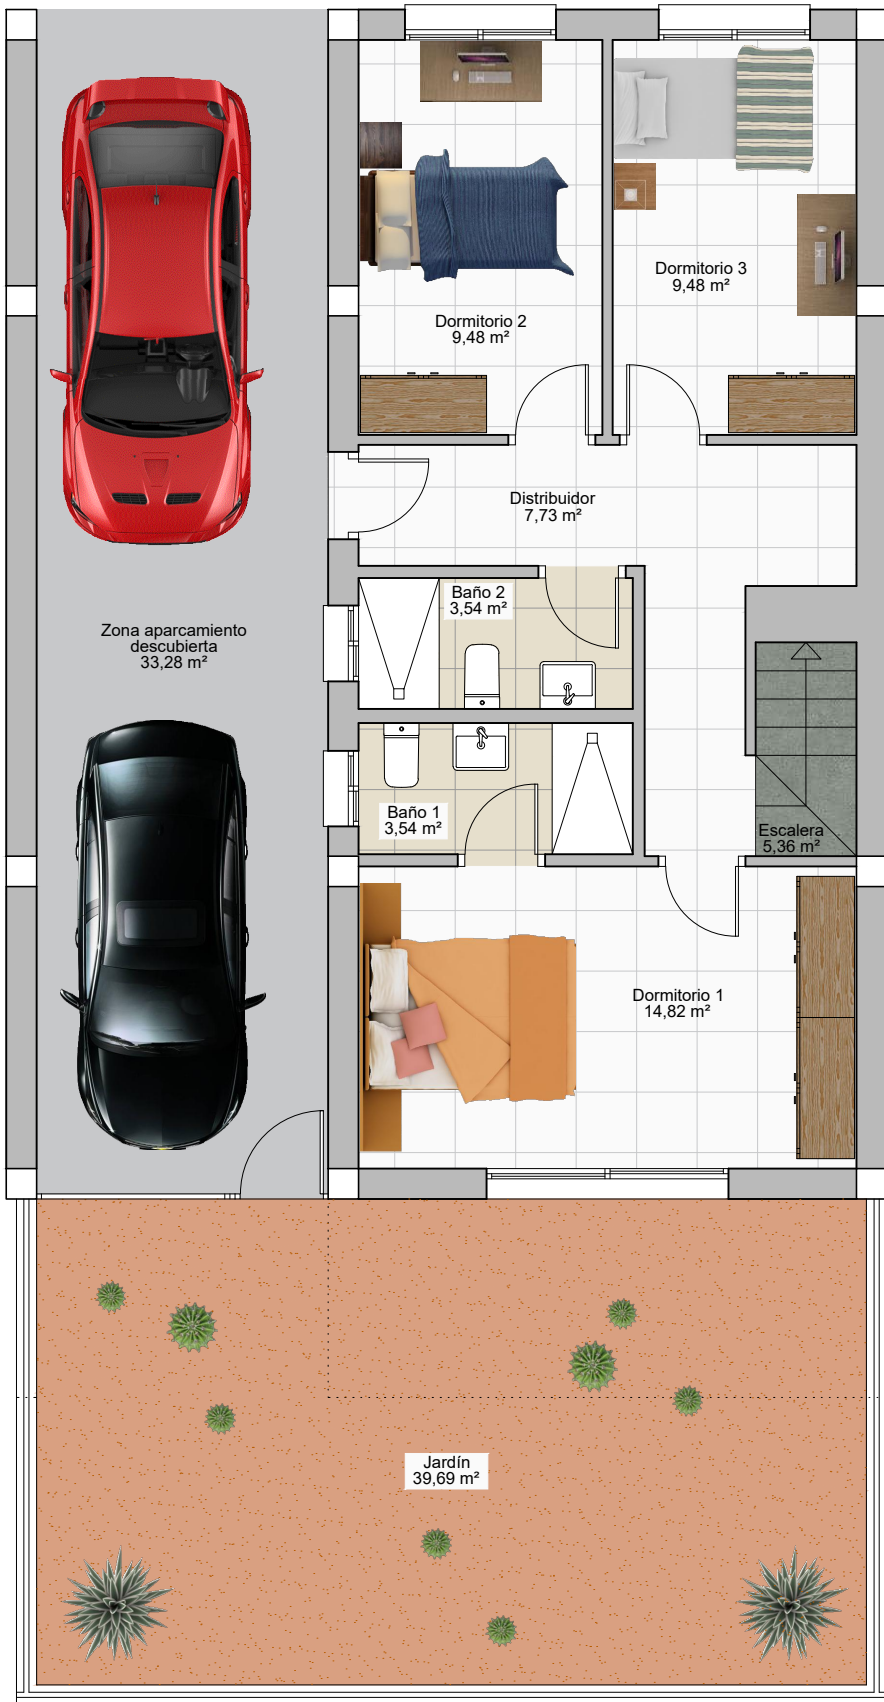 Dormitorio 3
9,48 m²
Dormitorio 2
9,48 m²
Distribuidor
7,73 m²
Baño 2
3,54 m²
Zona aparcamiento
descubierta
33,28 m²
Baño 1
3,54 m²
Escalera
5,36 m²
Dormitorio 1
14,82 m²
Jardín
39,69 m²